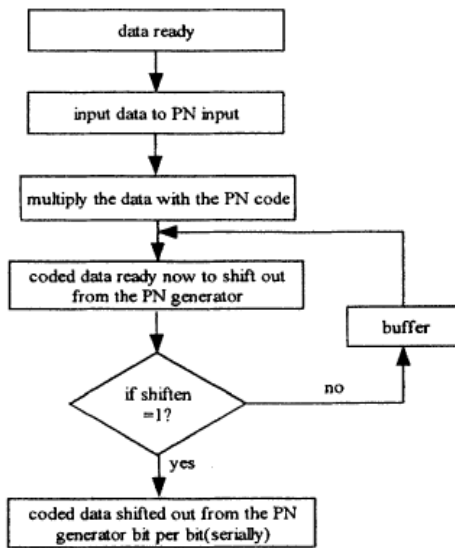 data ready
input data to PN input
multiply the data with the PN code
coded data ready now to shift out
from the PN generator
buffer
if shiften
=1?
no
yes
coded data shifted out from the PN
generator bit per bit(serially)